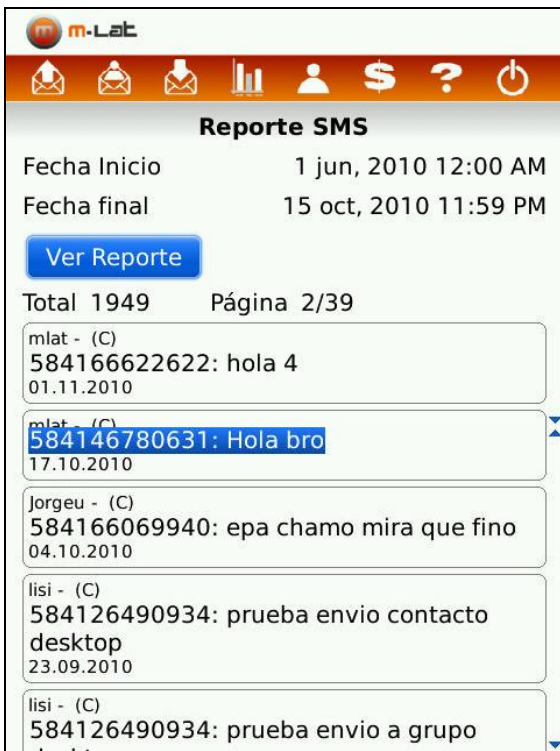 m-Lat
Reporte SMS
Fecha Inicio 1 jun, 2010 12:00 AM
Fecha final 15 oct, 2010 11:59 PM
Ver Reporte
Total 1949 Página 2/39
mlat - (C)
584166622622: hola 4
01.11.2010
mlat - (C)
584146780631: Hola bro
17.10.2010
Jorgeu - (C)
584166069940: epa chamo mira que fino
04.10.2010
lisi - (C)
584126490934: prueba envio contacto
desktop
23.09.2010
lisi - (C)
584126490934: prueba envio a grupo